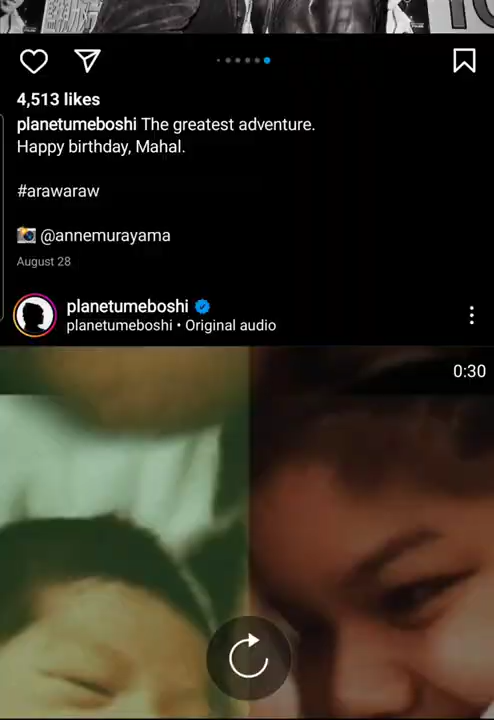 4,513 likes
planetumeboshi The greatest adventure.
Happy birthday, Mahal.
#arawaraw
📷 @annemurayama
August 28
planetumeboshi
planetumeboshi • Original audio
0:30